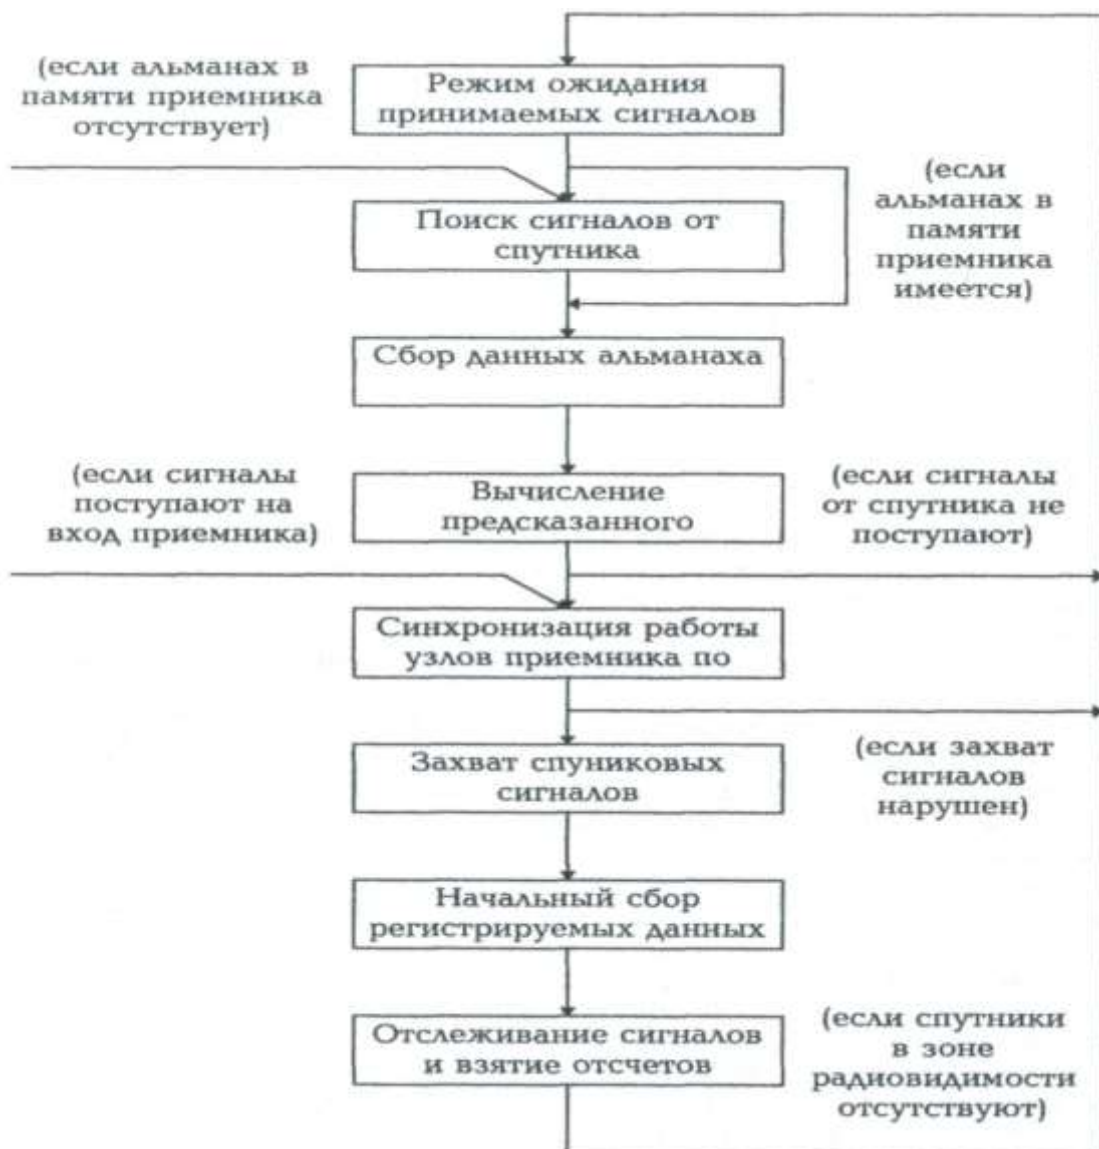 (если альманах в
памяти приемника
отсутствует)
Режим ожидания
принимаемых сигналов
(если
альманах в
памяти
приемника
имеется)
Поиск сигналов от
спутника
Сбор данных альманаха
(если сигналы
поступают на
вход приемника)
Вычисление
предсказанного
(если сигналы
от спутника не
поступают)
Синхронизация работы
узлов приемника по
Захват спуниковых
сигналов
(если захват
сигналов
нарушен)
Начальный сбор
регистрируемых данных
Отслеживание сигналов
и взятие отсчетов
(если спутники
в зоне
радиовидимости
отсутствуют)